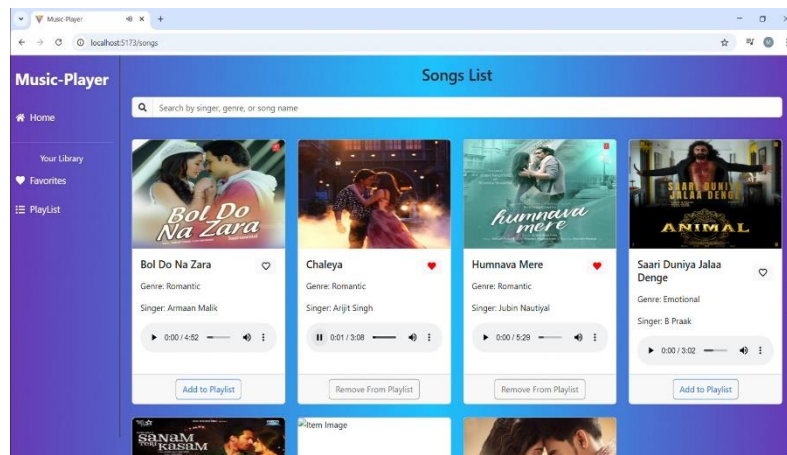 Music-Player
localhost:5173/songs
Music-Player
Home
Your Library
Favorites
PlayList
Songs List
Search by singer, genre, or song name
Bol Do
Na Zara
Bol Do Na Zara
Genre: Romantic
Singer: Armaan Malik
0:00 / 4:52
Add to Playlist
Chaleya
Genre: Romantic
Singer: Arijit Singh
0:01 / 3:08
Remove From Playlist
humnava
mere
Humnava Mere
Genre: Romantic
Singer: Jubin Nautiyal
0:00 / 5:29
Remove From Playlist
SAARI DUNIYA
JALAA DENGE
ANIMAL
Saari Duniya Jalaa
Denge
Genre: Emotional
Singer: B Praak
0:00 / 3:02
Add to Playlist
SANAM
TERI KASAM
Item Image